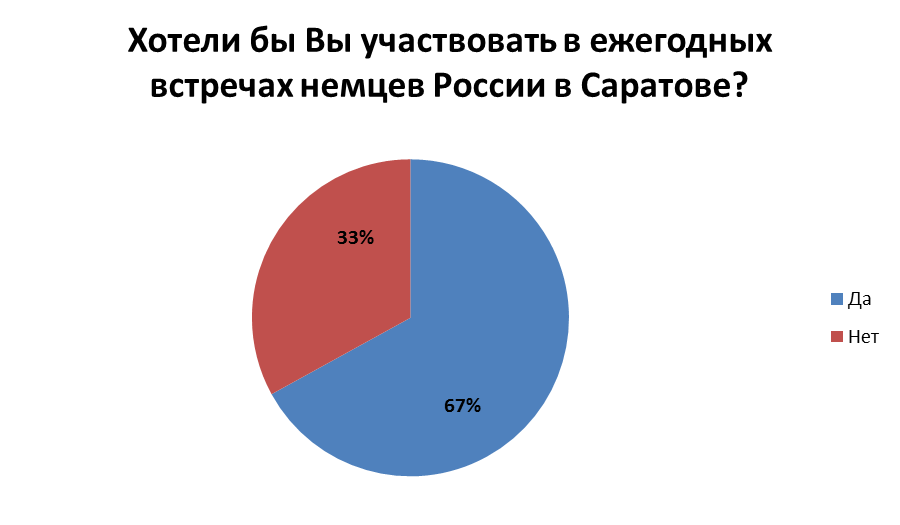 Хотели бы Вы участвовать в ежегодных
встречах немцев России в Саратове?
33%
67%
Да
Нет